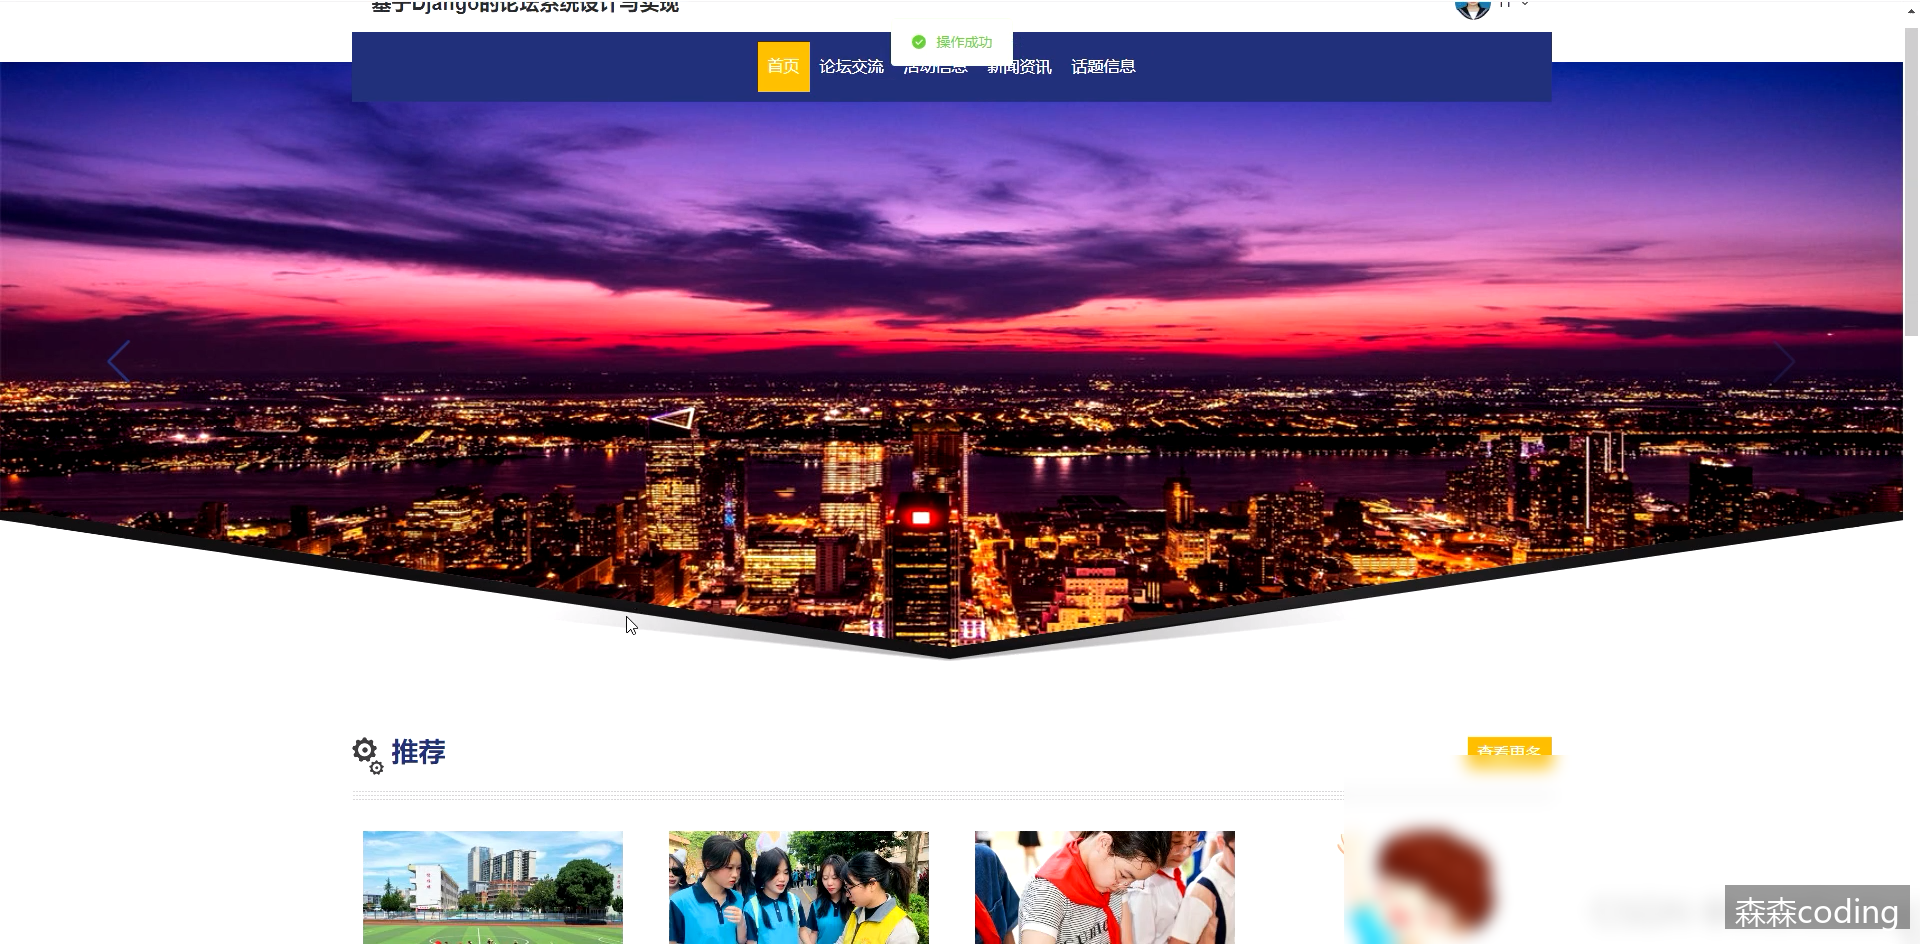 基于Django的论坛系统设计与实现
操作成功
首页 论坛交流 活动信息 新闻资讯 话题信息
推荐
查看更多
森森coding